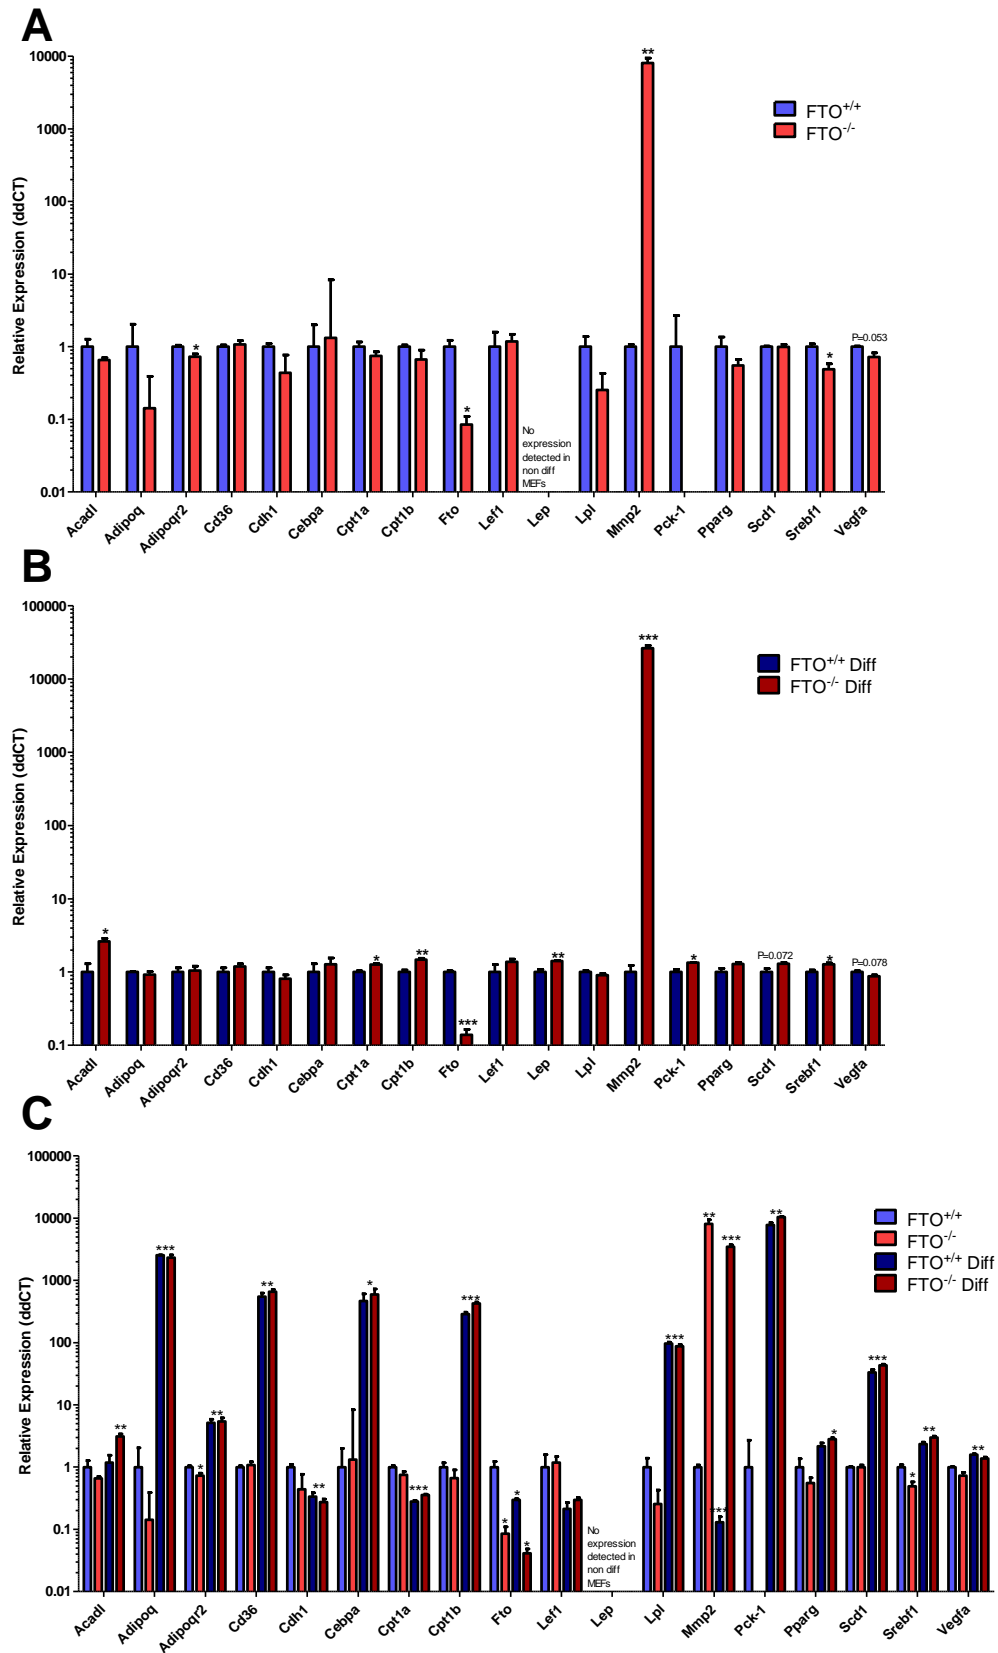 A
10000
1000
100
10
1
0.1
0.01
Relative Expression (ddCT)
FTO+/+
FTO-/-
**
*
*
*
P=0.053
No
expression
detected in
non diff
MEFs
Acadl
Adipoq
Adipoqr2
Cd36
Cdh1
Cebpa
Cpt1a
Cpt1b
Fto
Lef1
Lep
Lpl
Mmp2
Pck-1
Pparg
Scd1
Srebf1
Vegfa
B
100000
10000
1000
100
10
1
0.1
Relative Expression (ddCT)
FTO+/+ Diff
FTO-/- Diff
*
*
**
***
**
***
*
P=0.072
*
P=0.078
Acadl
Adipoq
Adipoqr2
Cd36
Cdh1
Cebpa
Cpt1a
Cpt1b
Fto
Lef1
Lep
Lpl
Mmp2
Pck-1
Pparg
Scd1
Srebf1
Vegfa
C
100000
10000
1000
100
10
1
0.1
0.01
Relative Expression (ddCT)
FTO+/+
FTO-/-
FTO+/+ Diff
FTO-/- Diff
**
***
*
**
**
**
*
***
***
*
*
*
***
**
***
***
**
*
***
*
**
**
No
expression
detected in
non diff
MEFs
Acadl
Adipoq
Adipoqr2
Cd36
Cdh1
Cebpa
Cpt1a
Cpt1b
Fto
Lef1
Lep
Lpl
Mmp2
Pck-1
Pparg
Scd1
Srebf1
Vegfa